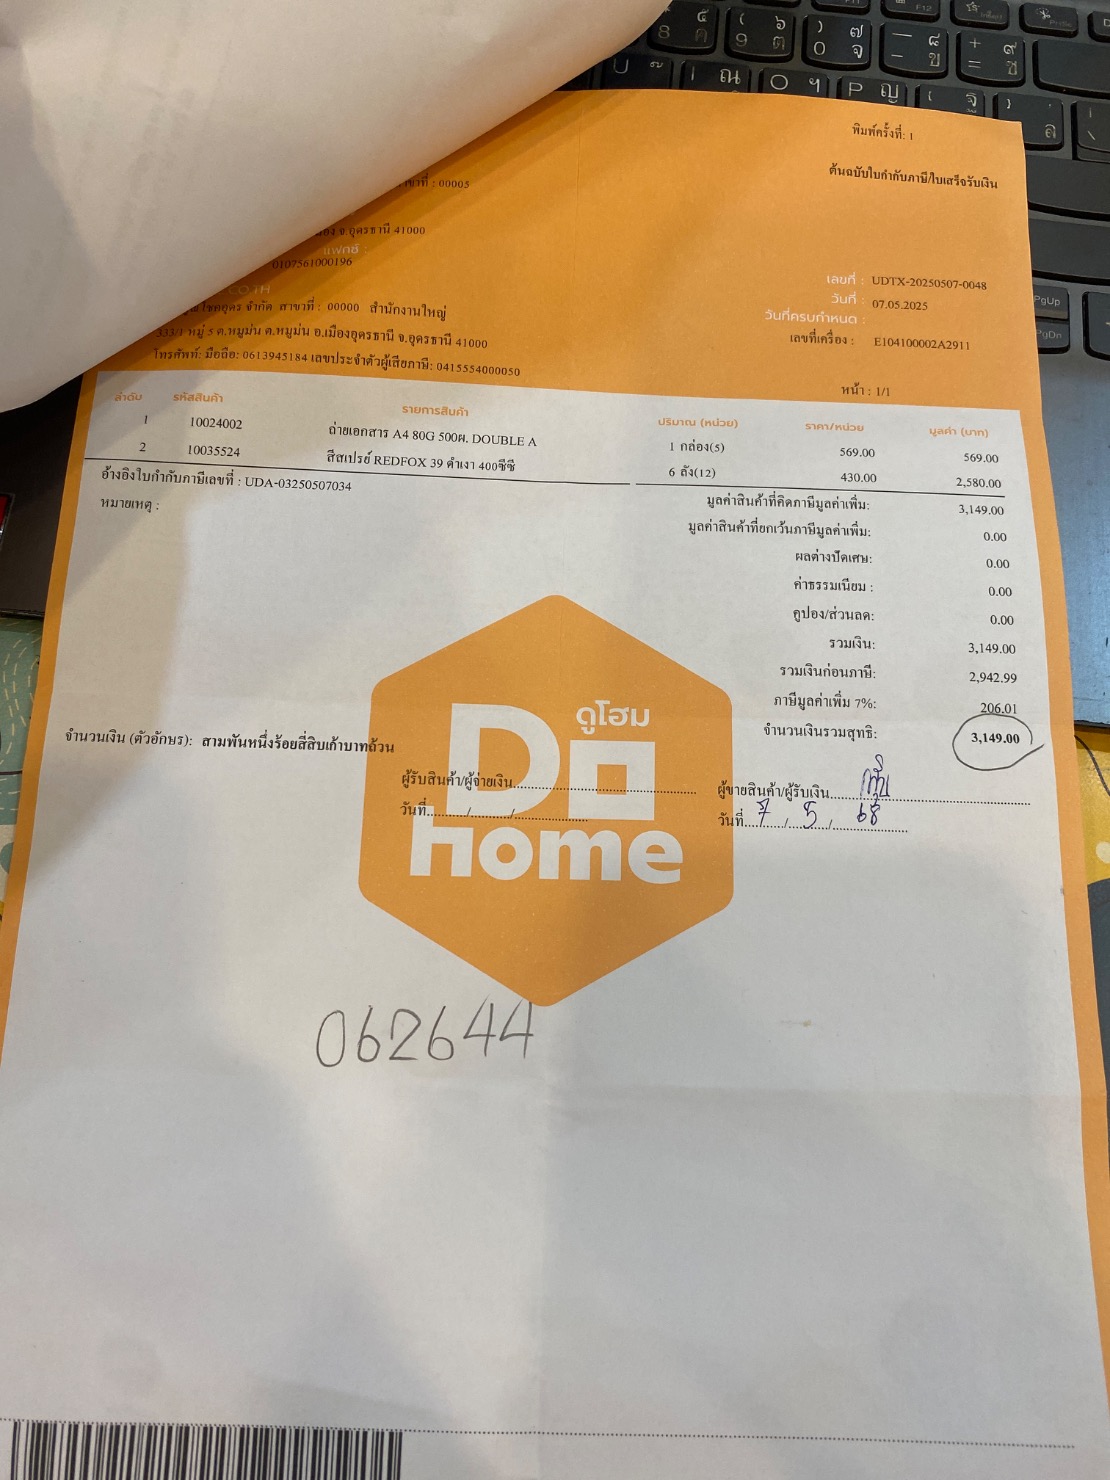 พิมพ์ครั้งที่: 1
ต้นฉบับใบกำกับภาษี/ใบเสร็จรับเงิน
ที่ : 00005
จ.อุดรธานี 41000
แฟกซ์ :
0107561000196
CO.TH
เลขที่ : UDTX-20250507-0048
วันที่ : 07.05.2025
วันที่ครบกำหนด :
เลขที่เครื่อง : E104100002A2911
จำกัด สาขาที่ : 00000 สำนักงานใหญ่
333/1 หมู่ 5 ต.หมูม่น ต.หมูม่น อ.เมืองอุดรธานี จ.อุดรธานี 41000
โทรศัพท์: มือถือ: 0613945184 เลขประจำตัวผู้เสียภาษี: 0415554000050
หน้า : 1/1
ลำดับ รหัสสินค้า รายการสินค้า ปริมาณ (หน่วย) ราคา/หน่วย มูลค่า (บาท)
1 10024002 ถ่ายเอกสาร A4 80G 500ผ. DOUBLE A 1 กล่อง(5) 569.00 569.00
2 10035524 สีสเปรย์ REDFOX 39 ดำเงา 400ซีซี 6 ลัง(12) 430.00 2,580.00
อ้างอิงใบกำกับภาษีเลขที่ : UDA-03250507034
หมายเหตุ :
มูลค่าสินค้าที่คิดภาษีมูลค่าเพิ่ม: 3,149.00
มูลค่าสินค้าที่ยกเว้นภาษีมูลค่าเพิ่ม: 0.00
ผลต่างปัดเศษ: 0.00
ค่าธรรมเนียม : 0.00
คูปอง/ส่วนลด: 0.00
รวมเงิน: 3,149.00
รวมเงินก่อนภาษี: 2,942.99
ภาษีมูลค่าเพิ่ม 7%: 206.01
จำนวนเงินรวมสุทธิ: 3,149.00
จำนวนเงิน (ตัวอักษร): สามพันหนึ่งร้อยสี่สิบเก้าบาทถ้วน
ดูโฮม
Do
home
ผู้รับสินค้า/ผู้จ่ายเงิน
วันที่......../......../........
ผู้ขายสินค้า/ผู้รับเงิน
วันที่ 7 / 5 / 68
062644
PgUp
PgDn